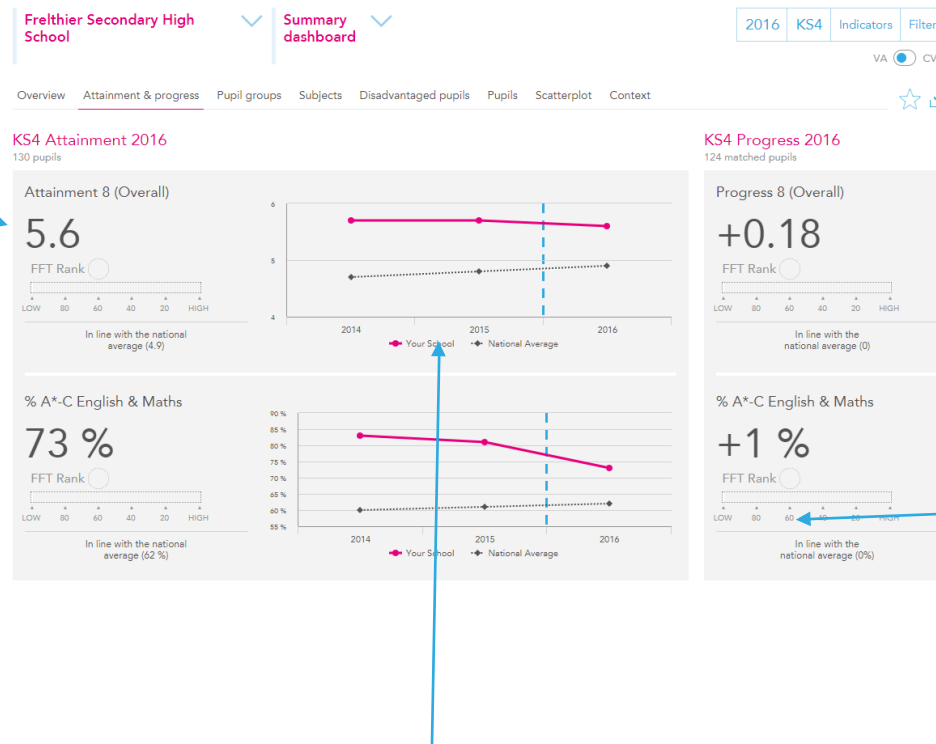 Frelthier Secondary High
School
Summary
dashboard
2016 KS4 Indicators Filter
VA CV
Overview Attainment & progress Pupil groups Subjects Disadvantaged pupils Pupils Scatterplot Context
KS4 Attainment 2016
130 pupils
Attainment 8 (Overall)
5.6
FFT Rank
LOW 80 60 40 20 HIGH
In line with the national
average (4.9)
6
5
4
2014 2015 2016
Your School National Average
% A*-C English & Maths
73 %
FFT Rank
LOW 80 60 40 20 HIGH
In line with the national
average (62 %)
90 %
85 %
80 %
75 %
70 %
65 %
60 %
55 %
2014 2015 2016
Your School National Average
KS4 Progress 2016
124 matched pupils
Progress 8 (Overall)
+0.18
FFT Rank
LOW 80 60 40 20 HIGH
In line with the
national average (0)
% A*-C English & Maths
+1 %
FFT Rank
LOW 80 60 40 20 HIGH
In line with the
national average (0%)